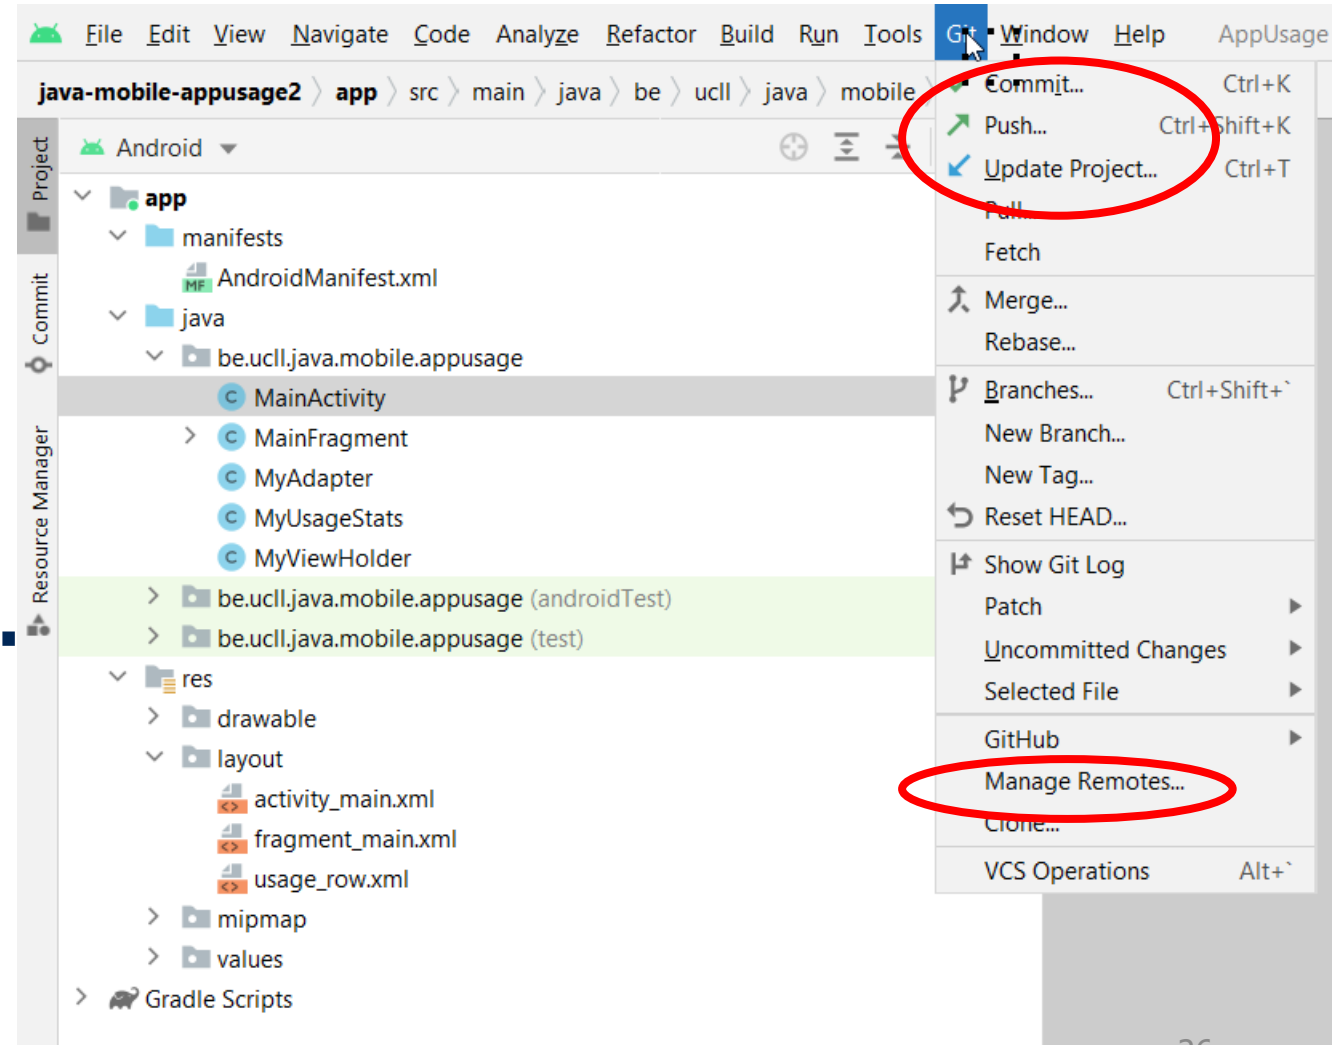 File Edit View Navigate Code Analyze Refactor Build Run Tools Git Window Help AppUsage
java-mobile-appusage2 〉 app 〉 src 〉 main 〉 java 〉 be 〉 ucll 〉 java 〉 mobile
Project
Commit
Resource Manager
Android
app
manifests
MF AndroidManifest.xml
java
be.ucll.java.mobile.appusage
C MainActivity
C MainFragment
C MyAdapter
C MyUsageStats
C MyViewHolder
be.ucll.java.mobile.appusage (androidTest)
be.ucll.java.mobile.appusage (test)
res
drawable
layout
<> activity_main.xml
<> fragment_main.xml
<> usage_row.xml
mipmap
values
Gradle Scripts
Commit... Ctrl+K
Push... Ctrl+Shift+K
Update Project... Ctrl+T
Pull...
Fetch
Merge...
Rebase...
Branches... Ctrl+Shift+`
New Branch...
New Tag...
Reset HEAD...
Show Git Log
Patch
Uncommitted Changes
Selected File
GitHub
Manage Remotes...
Clone...
VCS Operations Alt+`